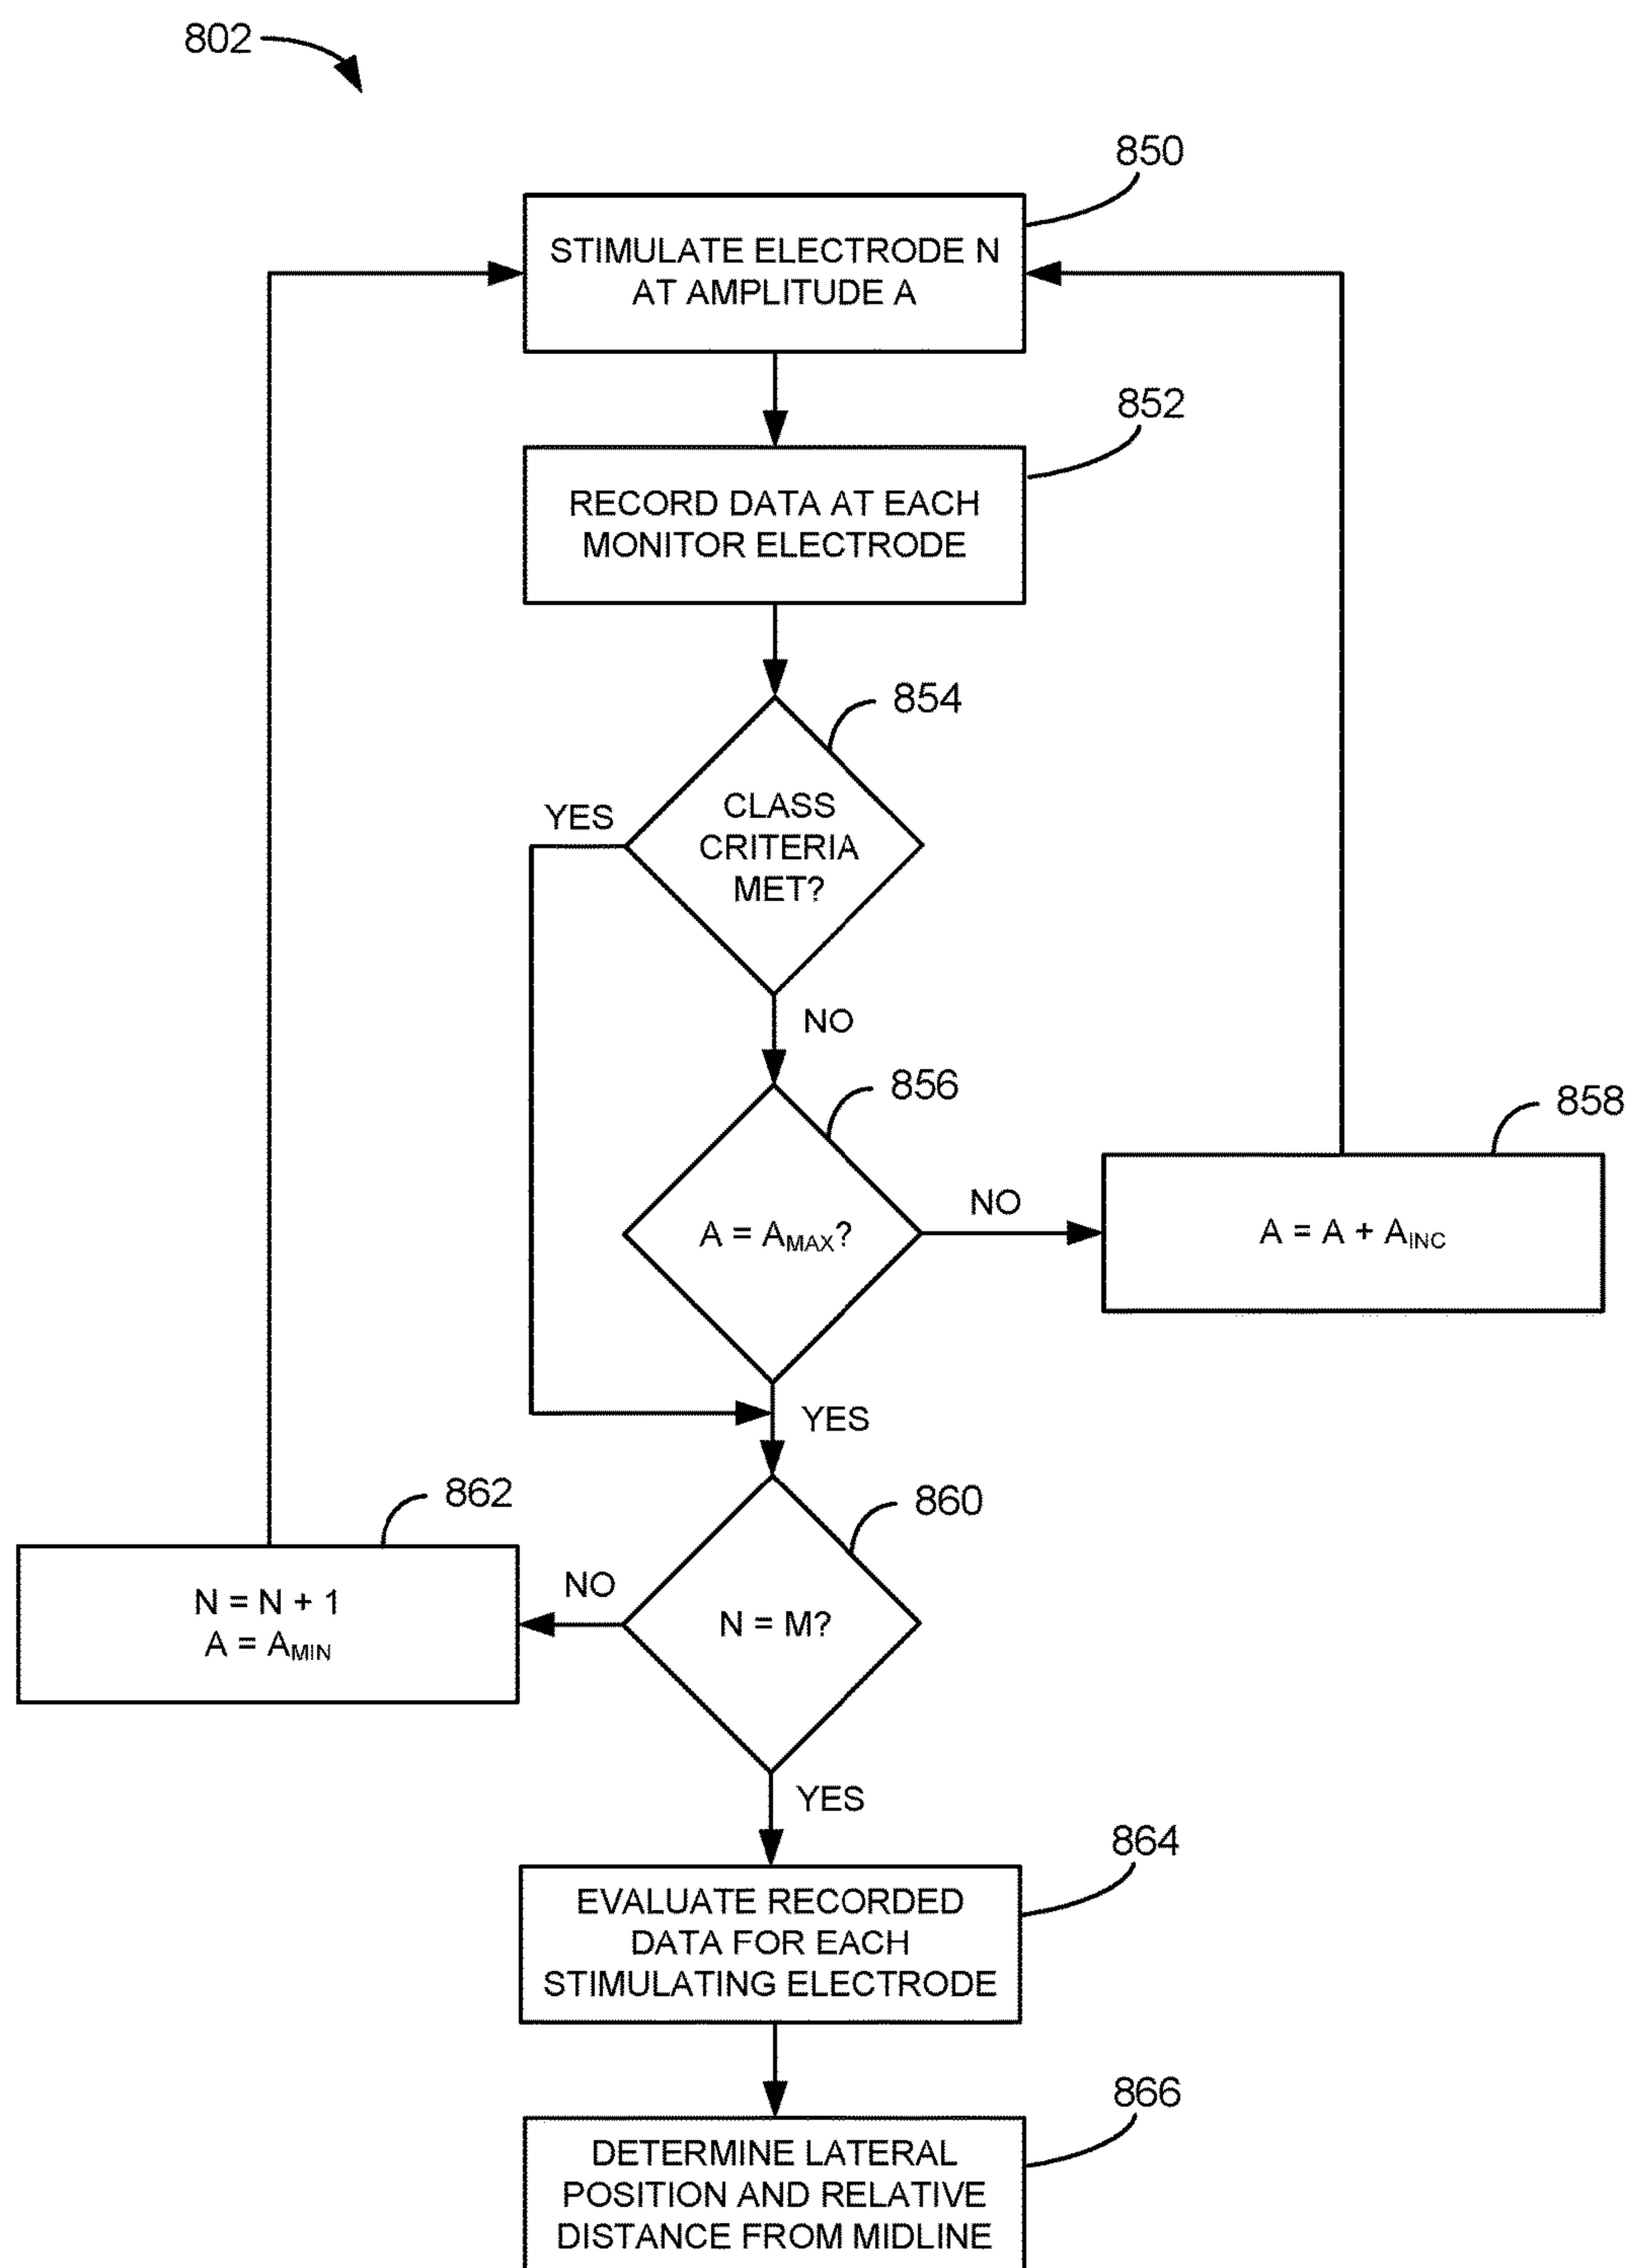 802
850
STIMULATE ELECTRODE N
AT AMPLITUDE A
852
RECORD DATA AT EACH
MONITOR ELECTRODE
854
YES
CLASS
CRITERIA
MET?
NO
856
858
A = AMAX?
NO
A = A + AINC
YES
862
860
N = N + 1
A = AMIN
NO
N = M?
YES
864
EVALUATE RECORDED
DATA FOR EACH
STIMULATING ELECTRODE
866
DETERMINE LATERAL
POSITION AND RELATIVE
DISTANCE FROM MIDLINE